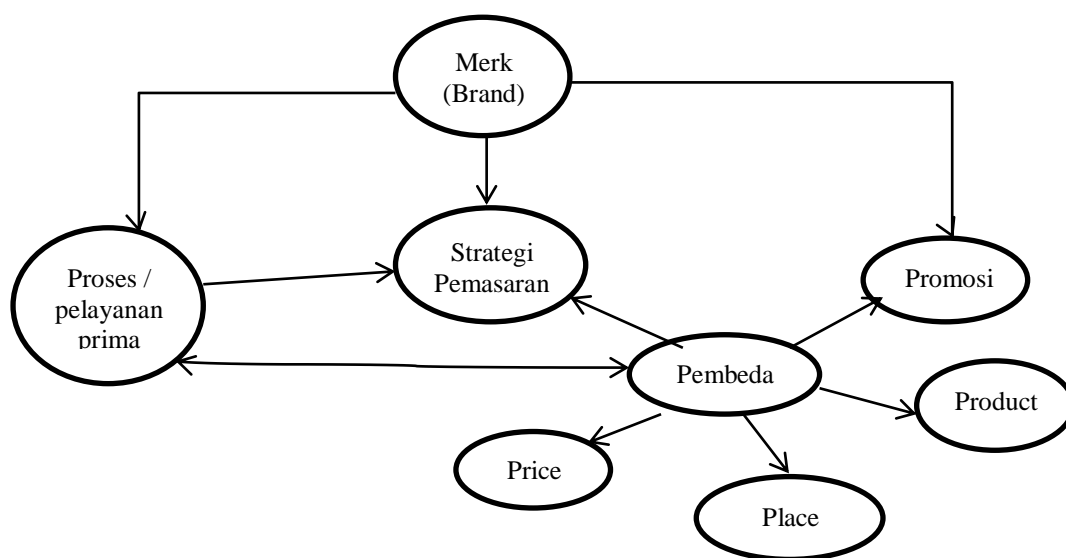 Merk
(Brand)
Strategi
Pemasaran
Proses /
pelayanan
prima
Promosi
Pembeda
Product
Price
Place